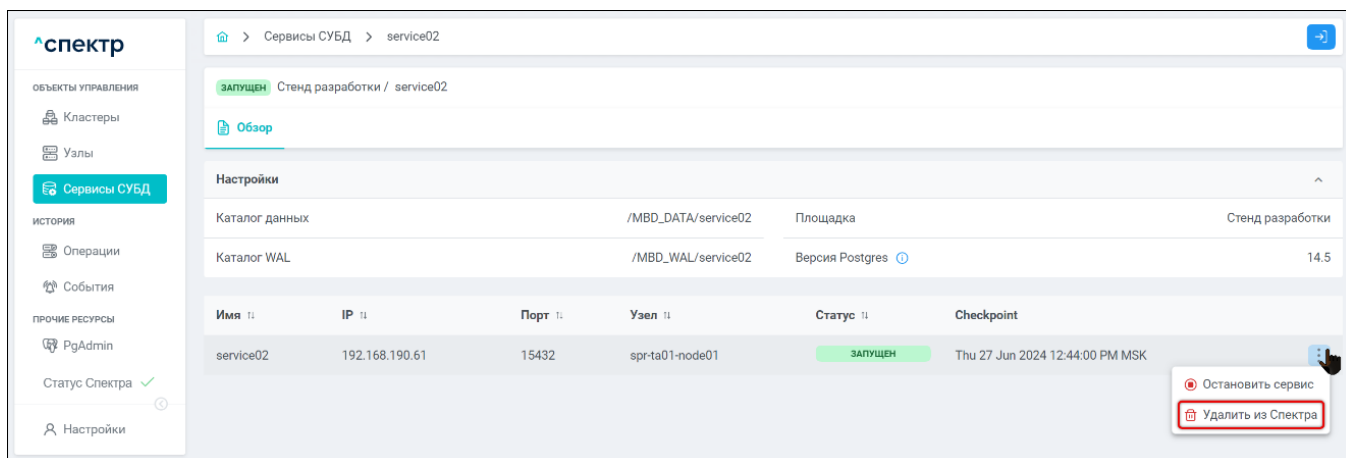 ^спектр
ОБЪЕКТЫ УПРАВЛЕНИЯ
Кластеры
Узлы
Сервисы СУБД
ИСТОРИЯ
Операции
События
ПРОЧИЕ РЕСУРСЫ
PgAdmin
Статус Спектра
Настройки
> Сервисы СУБД > service02
ЗАПУЩЕН Стенд разработки / service02
Обзор
Настройки
Каталог данных /MBD_DATA/service02 Площадка Стенд разработки
Каталог WAL /MBD_WAL/service02 Версия Postgres 14.5
Имя IP Порт Узел Статус Checkpoint
service02 192.168.190.61 15432 spr-ta01-node01 ЗАПУЩЕН Thu 27 Jun 2024 12:44:00 PM MSK
Остановить сервис
Удалить из Спектра